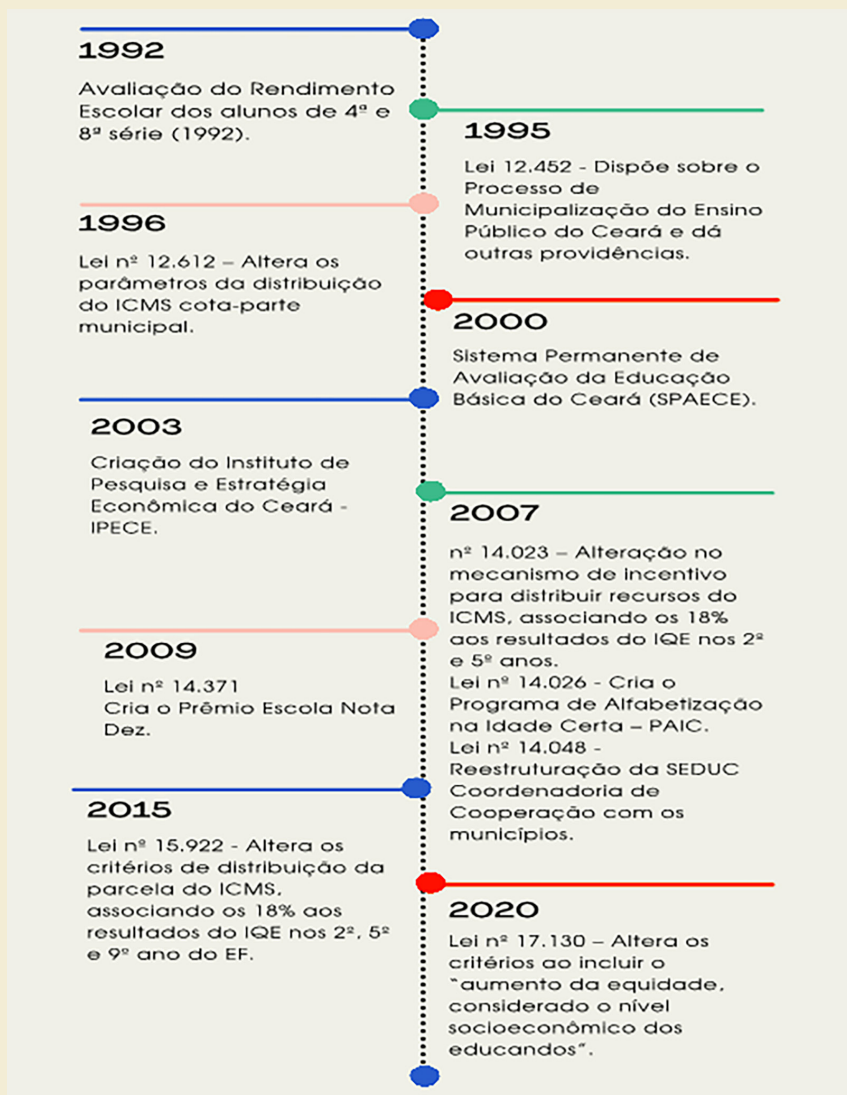 1992
Avaliação do Rendimento
Escolar dos alunos de 4ª e
8ª série (1992).
1995
Lei 12.452 - Dispõe sobre o
Processo de
Municipalização do Ensino
Público do Ceará e dá
outras providências.
1996
Lei nº 12.612 – Altera os
parâmetros da distribuição
do ICMS cota-parte
municipal.
2000
Sistema Permanente de
Avaliação da Educação
Básica do Ceará (SPAECE).
2003
Criação do Instituto de
Pesquisa e Estratégia
Econômica do Ceará -
IPECE.
2007
nº 14.023 – Alteração no
mecanismo de incentivo
para distribuir recursos do
ICMS, associando os 18%
aos resultados do IQE nos 2º
e 5º anos.
Lei nº 14.026 - Cria o
Programa de Alfabetização
na Idade Certa – PAIC.
Lei nº 14.048 -
Reestruturação da SEDUC
Coordenadoria de
Cooperação com os
municípios.
2009
Lei nº 14.371
Cria o Prêmio Escola Nota
Dez.
2015
Lei nº 15.922 - Altera os
critérios de distribuição da
parcela do ICMS,
associando os 18% aos
resultados do IQE nos 2º, 5º
e 9º ano do EF.
2020
Lei nº 17.130 – Altera os
critérios ao incluir o
“aumento da equidade,
considerado o nível
socioeconômico dos
educandos”.